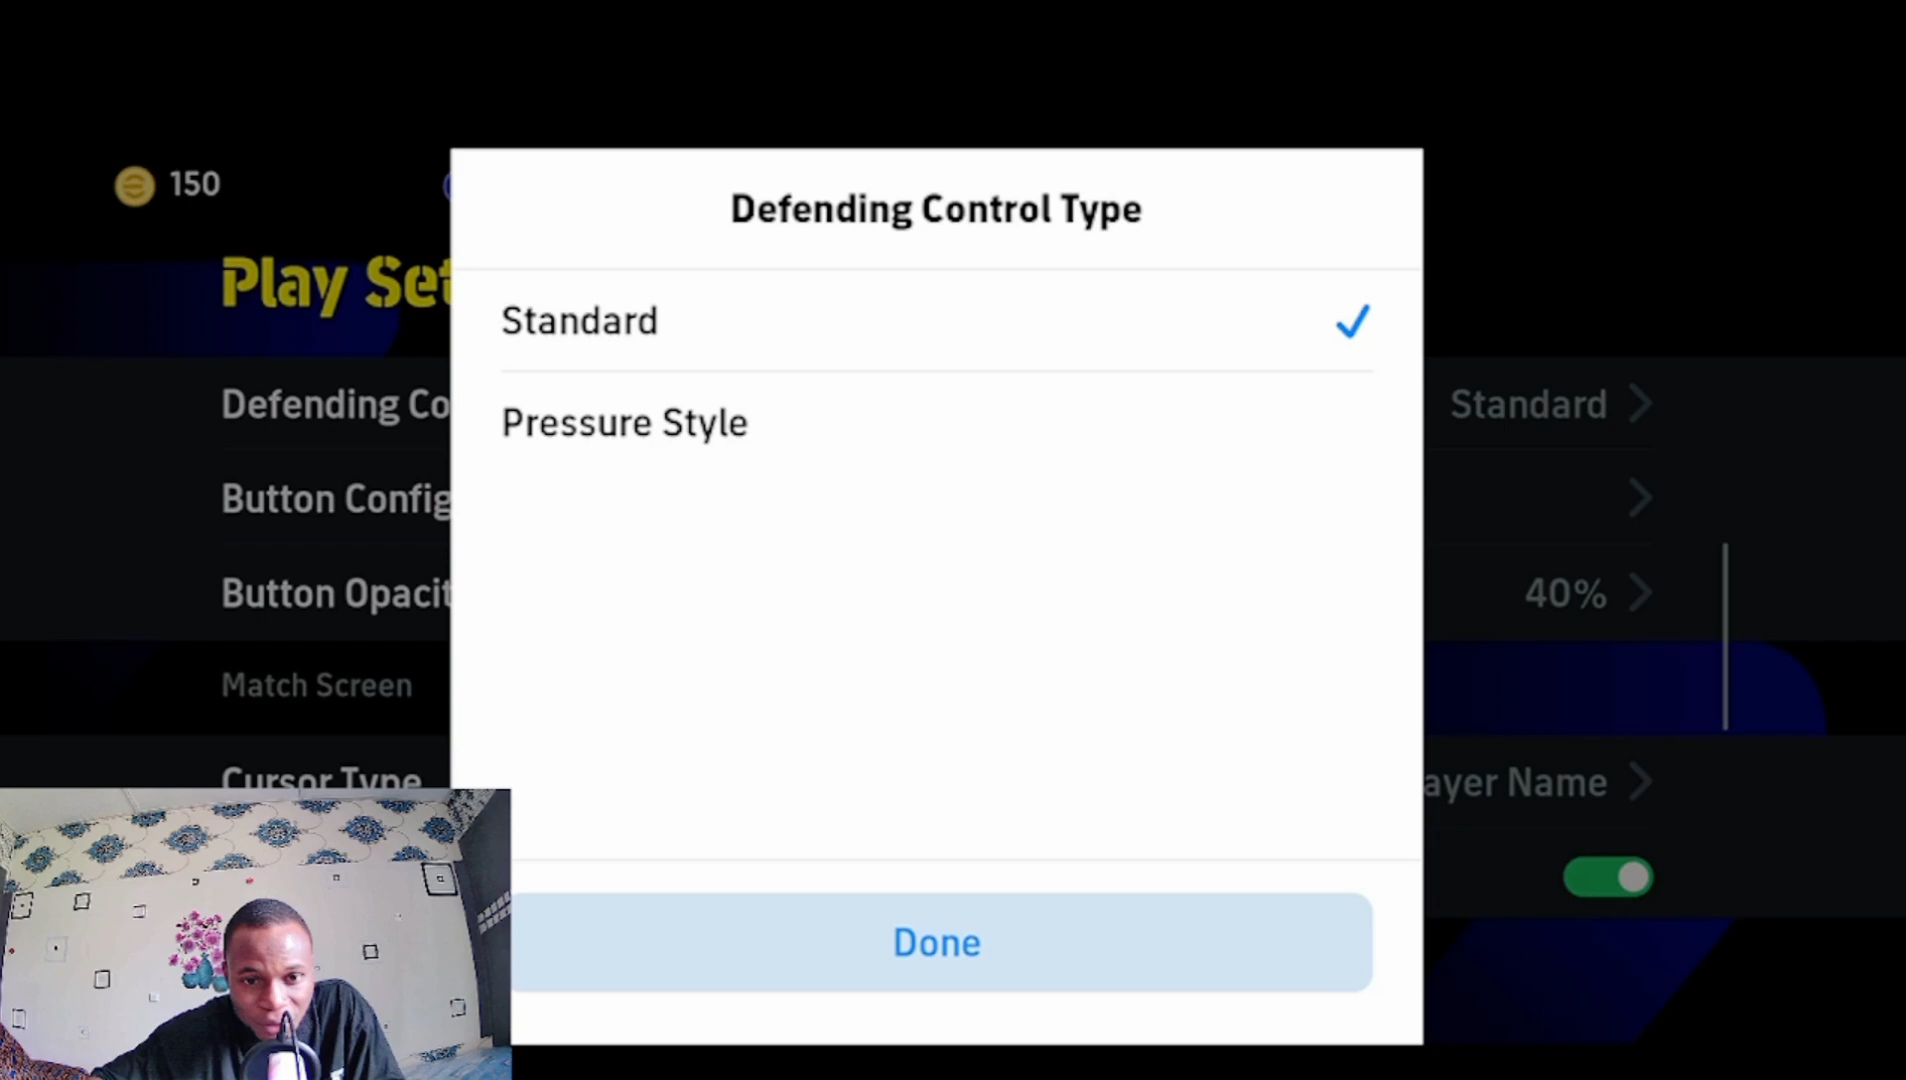 150
Play Set
Defending Control Type
Standard
Pressure Style
Defending Co
Standard
Button Config
Button Opacit
40%
Match Screen
Cursor Type
ayer Name
Done